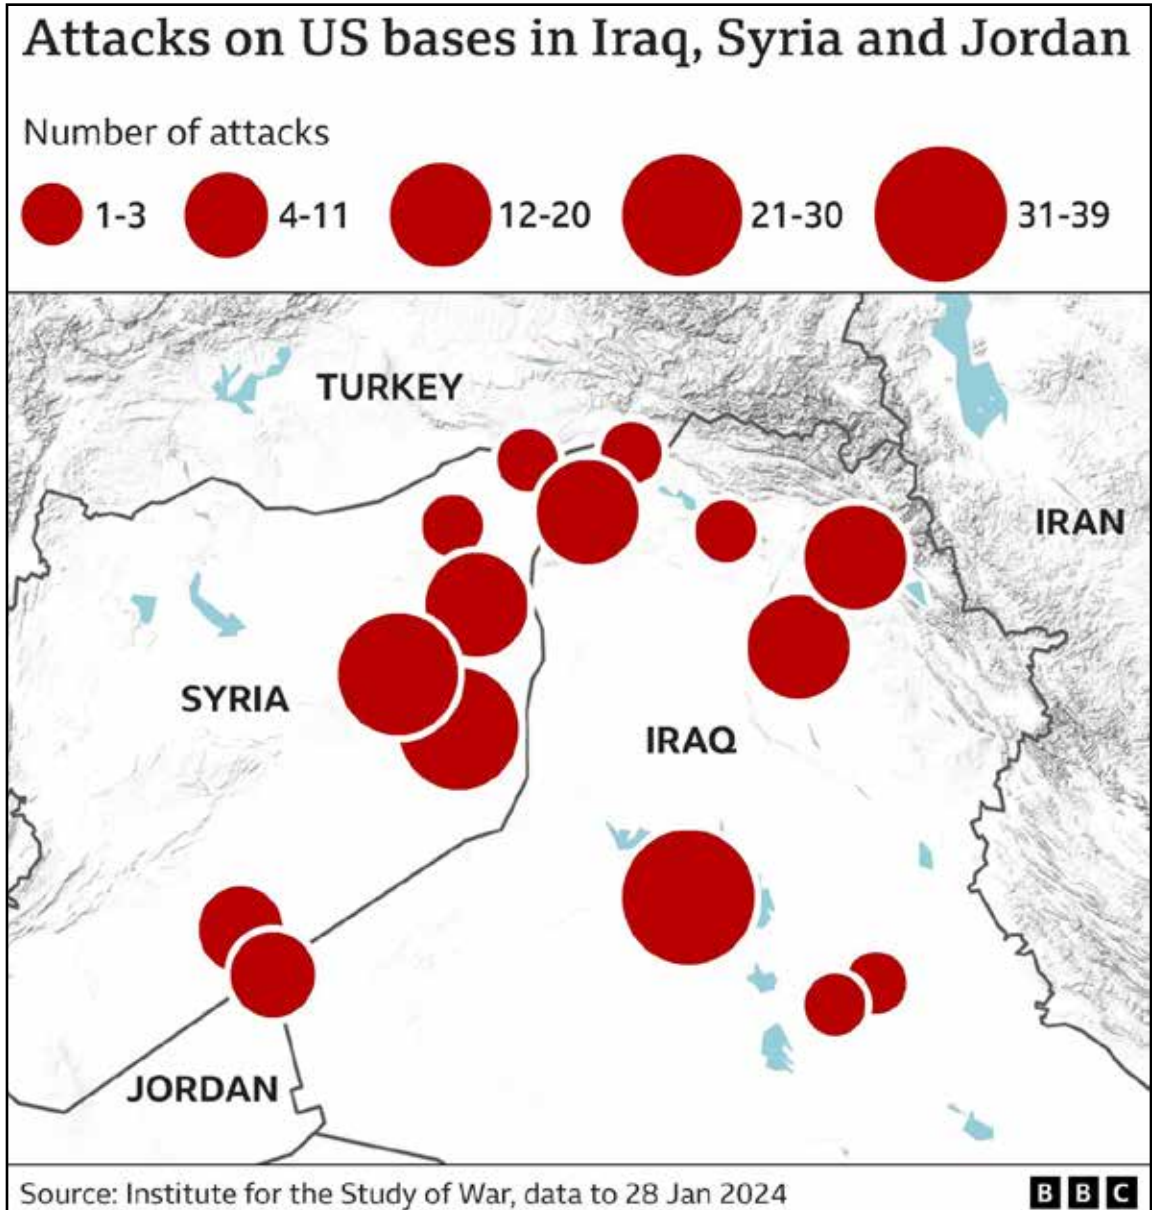 Attacks on US bases in Iraq, Syria and Jordan
Number of attacks
1-3 4-11 12-20 21-30 31-39
TURKEY
IRAN
SYRIA
IRAQ
JORDAN
Source: Institute for the Study of War, data to 28 Jan 2024
BBC